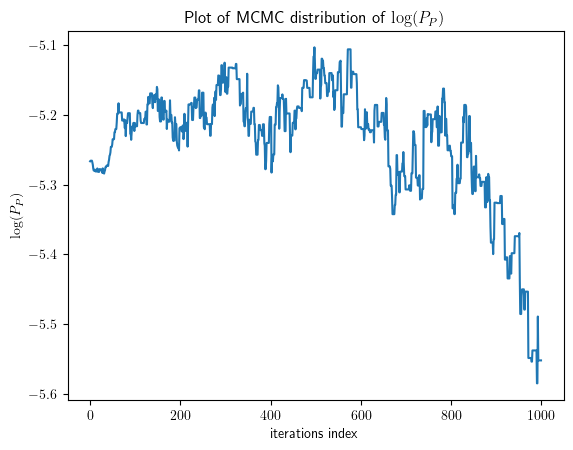 Plot of MCMC distribution of log(P_P)
log(P_P)
−5.1
−5.2
−5.3
−5.4
−5.5
−5.6
0 200 400 600 800 1000
iterations index